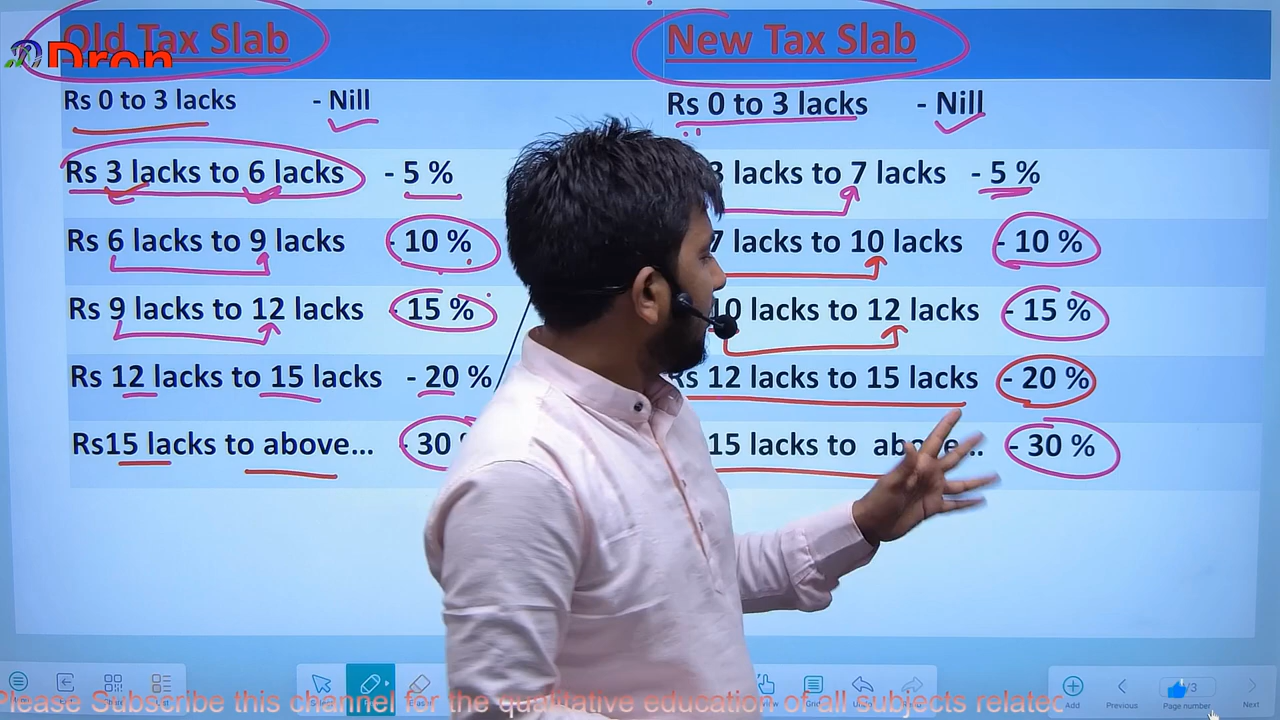 Old Tax Slab New Tax Slab
Dron
Rs 0 to 3 lacks - Nill Rs 0 to 3 lacks - Nill
Rs 3 lacks to 6 lacks - 5 % 3 lacks to 7 lacks - 5 %
Rs 6 lacks to 9 lacks - 10 % 7 lacks to 10 lacks - 10 %
Rs 9 lacks to 12 lacks - 15 % 10 lacks to 12 lacks - 15 %
Rs 12 lacks to 15 lacks - 20 % Rs 12 lacks to 15 lacks - 20 %
Rs15 lacks to above... - 30 15 lacks to above... - 30 %
Please Subscribe this channel for the qualitative education of all subjects related
Add Previous Page number Next
/3